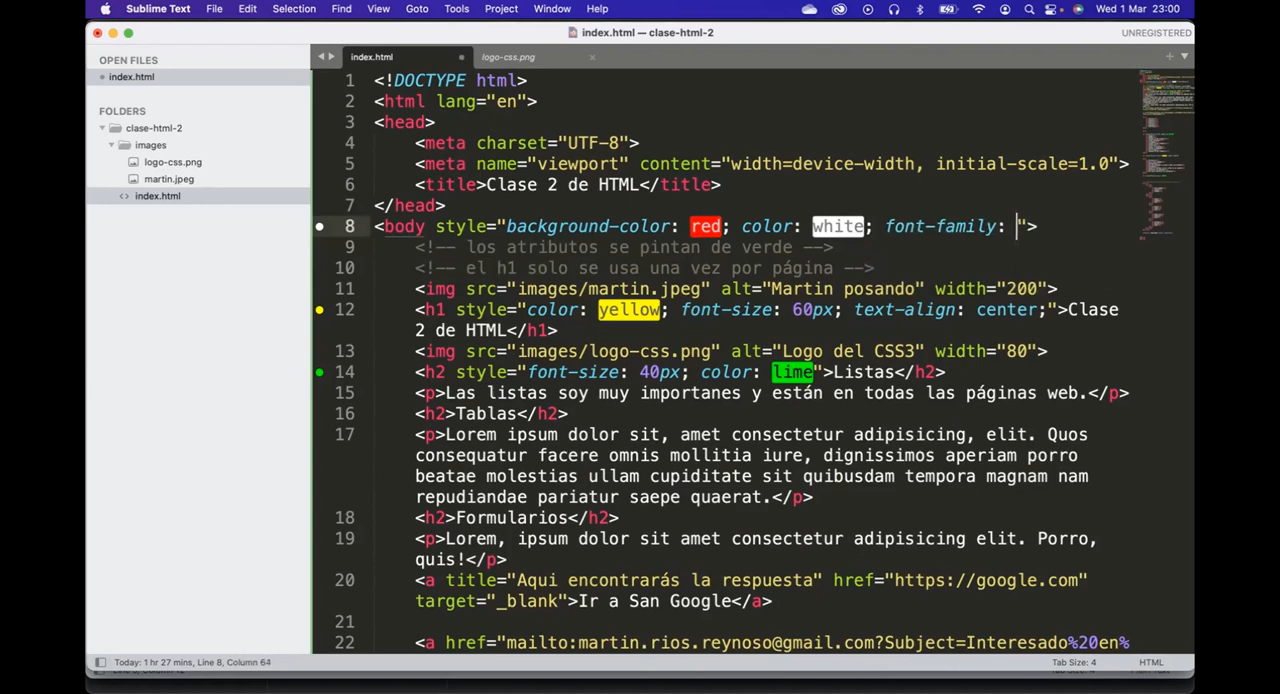 Sublime Text File Edit Selection Find View Goto Tools Project Window Help Wed 1 Mar 23:00
index.html — clase-html-2 UNREGISTERED
OPEN FILES
index.html
FOLDERS
clase-html-2
images
logo-css.png
martin.jpeg
<> index.html
index.html logo-css.png
1 <!DOCTYPE html>
2 <html lang="en">
3 <head>
4 <meta charset="UTF-8">
5 <meta name="viewport" content="width=device-width, initial-scale=1.0">
6 <title>Clase 2 de HTML</title>
7 </head>
8 <body style="background-color: red; color: white; font-family: ">
9 <!-- los atributos se pintan de verde -->
10 <!-- el h1 solo se usa una vez por página -->
11 <img src="images/martin.jpeg" alt="Martin posando" width="200">
12 <h1 style="color: yellow; font-size: 60px; text-align: center;">Clase
2 de HTML</h1>
13 <img src="images/logo-css.png" alt="Logo del CSS3" width="80">
14 <h2 style="font-size: 40px; color: lime">Listas</h2>
15 <p>Las listas soy muy importanes y están en todas las páginas web.</p>
16 <h2>Tablas</h2>
17 <p>Lorem ipsum dolor sit, amet consectetur adipisicing, elit. Quos
consequatur facere omnis mollitia iure, dignissimos aperiam porro
beatae molestias ullam cupiditate sit quibusdam tempora magnam nam
repudiandae pariatur saepe quaerat.</p>
18 <h2>Formularios</h2>
19 <p>Lorem, ipsum dolor sit amet consectetur adipisicing elit. Porro,
quis!</p>
20 <a title="Aqui encontrarás la respuesta" href="https://google.com"
target="_blank">Ir a San Google</a>
21
22 <a href="mailto:martin.rios.reynoso@gmail.com?Subject=Interesado%20en%
Today: 1 hr 27 mins, Line 8, Column 64 Tab Size: 4 HTML